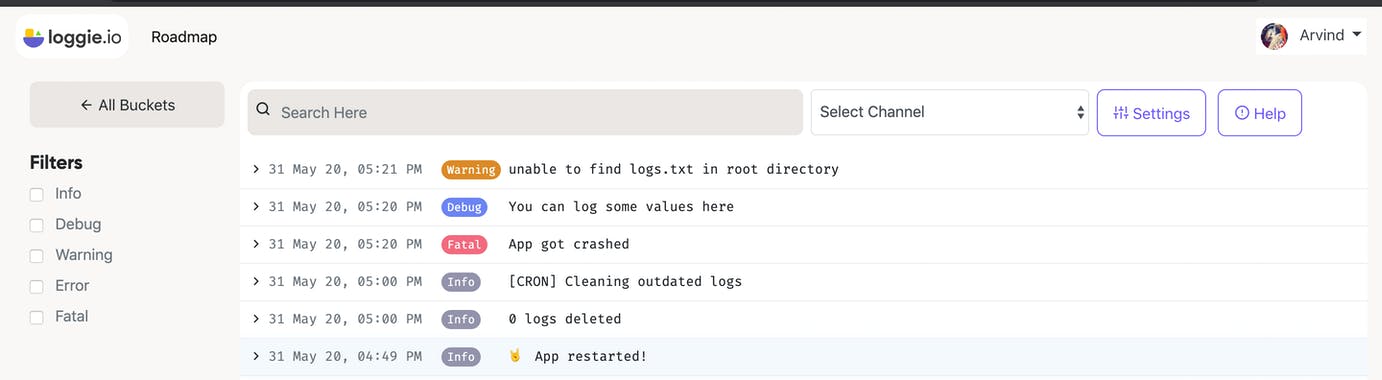 loggie.io Roadmap Arvind
← All Buckets
Search Here Select Channel Settings Help
Filters
Info
Debug
Warning
Error
Fatal
31 May 20, 05:21 PM Warning unable to find logs.txt in root directory
31 May 20, 05:20 PM Debug You can log some values here
31 May 20, 05:20 PM Fatal App got crashed
31 May 20, 05:00 PM Info [CRON] Cleaning outdated logs
31 May 20, 05:00 PM Info 0 logs deleted
31 May 20, 04:49 PM Info 🤘 App restarted!